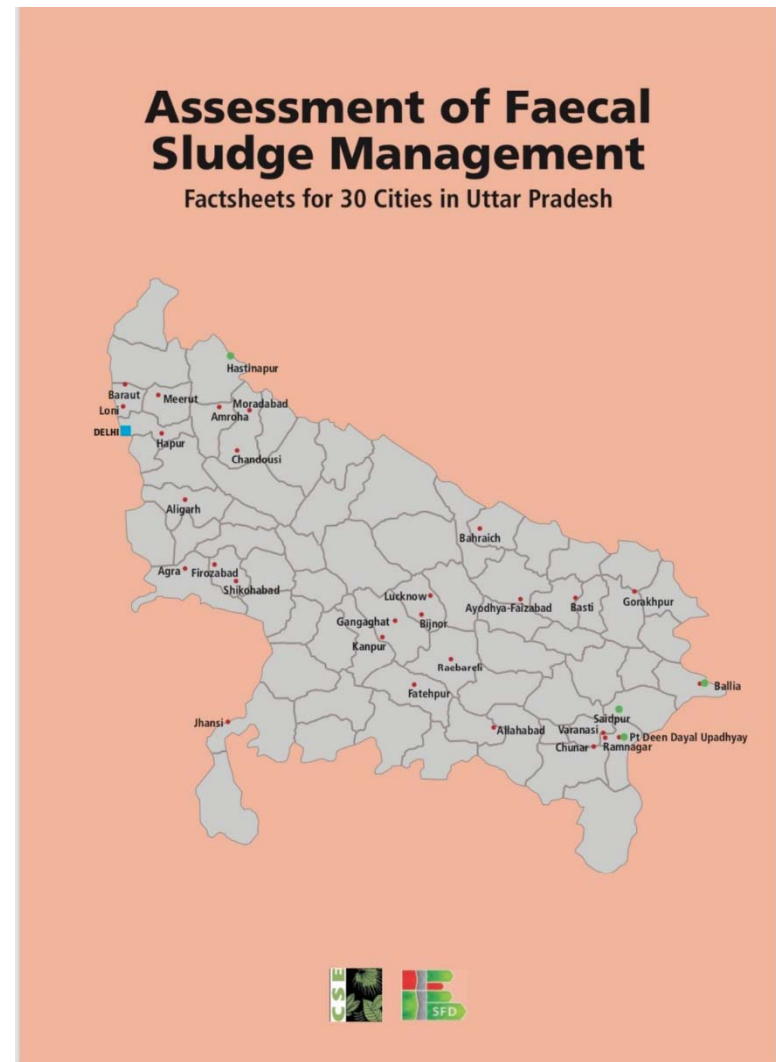 Assessment of Faecal
Sludge Management
Factsheets for 30 Cities in Uttar Pradesh
Hastinapur
Baraut
Meerut
Loni
Moradabad
Amroha
DELHI
Hapur
Chandousi
Aligarh
Bahraich
Agra
Firozabad
Shikohabad
Lucknow
Ayodhya-Faizabad
Basti
Gorakhpur
Gangaghat
Bijnor
Kanpur
Raebareli
Fatehpur
Ballia
Jhansi
Saidpur
Allahabad
Varanasi
Pt Deen Dayal Upadhyay
Chunar
Ramnagar
CSE
SFD